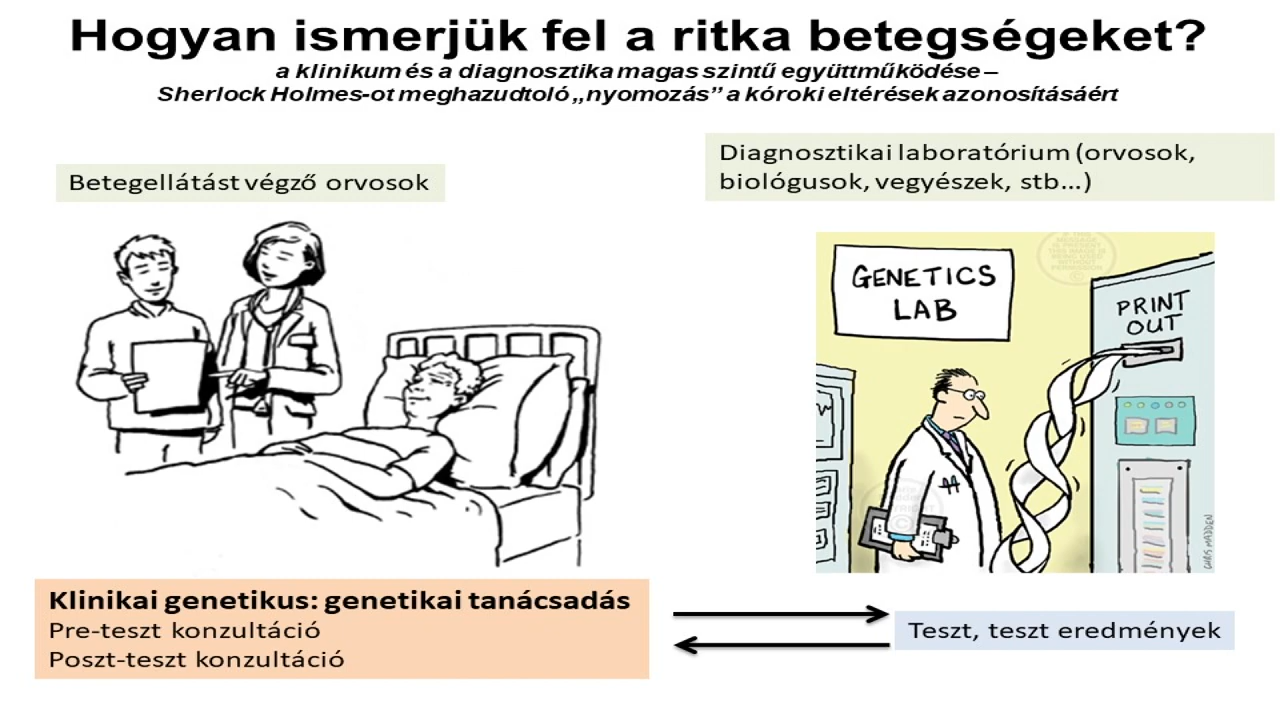 Hogyan ismerjük fel a ritka betegségeket?
a klinikum és a diagnosztika magas szintű együttműködése –
Sherlock Holmes-ot meghazudtoló „nyomozás” a kóroki eltérések azonosításáért
Betegellátást végző orvosok
Diagnosztikai laboratórium (orvosok,
biológusok, vegyészek, stb...)
GENETICS
LAB
PRINT
OUT
CHRIS MADDEN
Klinikai genetikus: genetikai tanácsadás
Pre-teszt konzultáció
Poszt-teszt konzultáció
Teszt, teszt eredmények